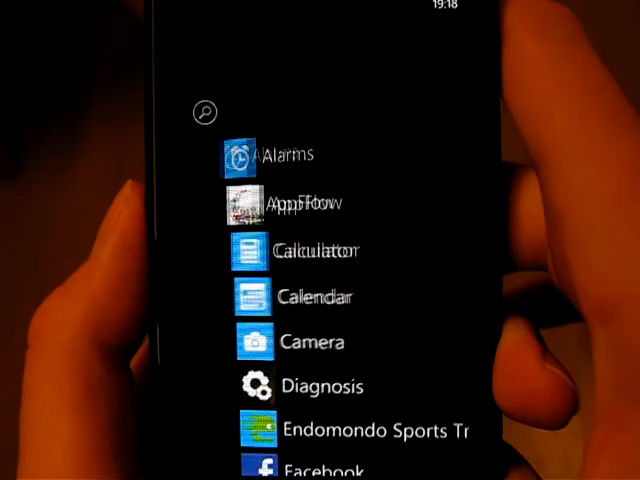 19:18
Alarms
AppFlow
Calculator
Calendar
Camera
Diagnosis
Endomondo Sports Tr
Facebook